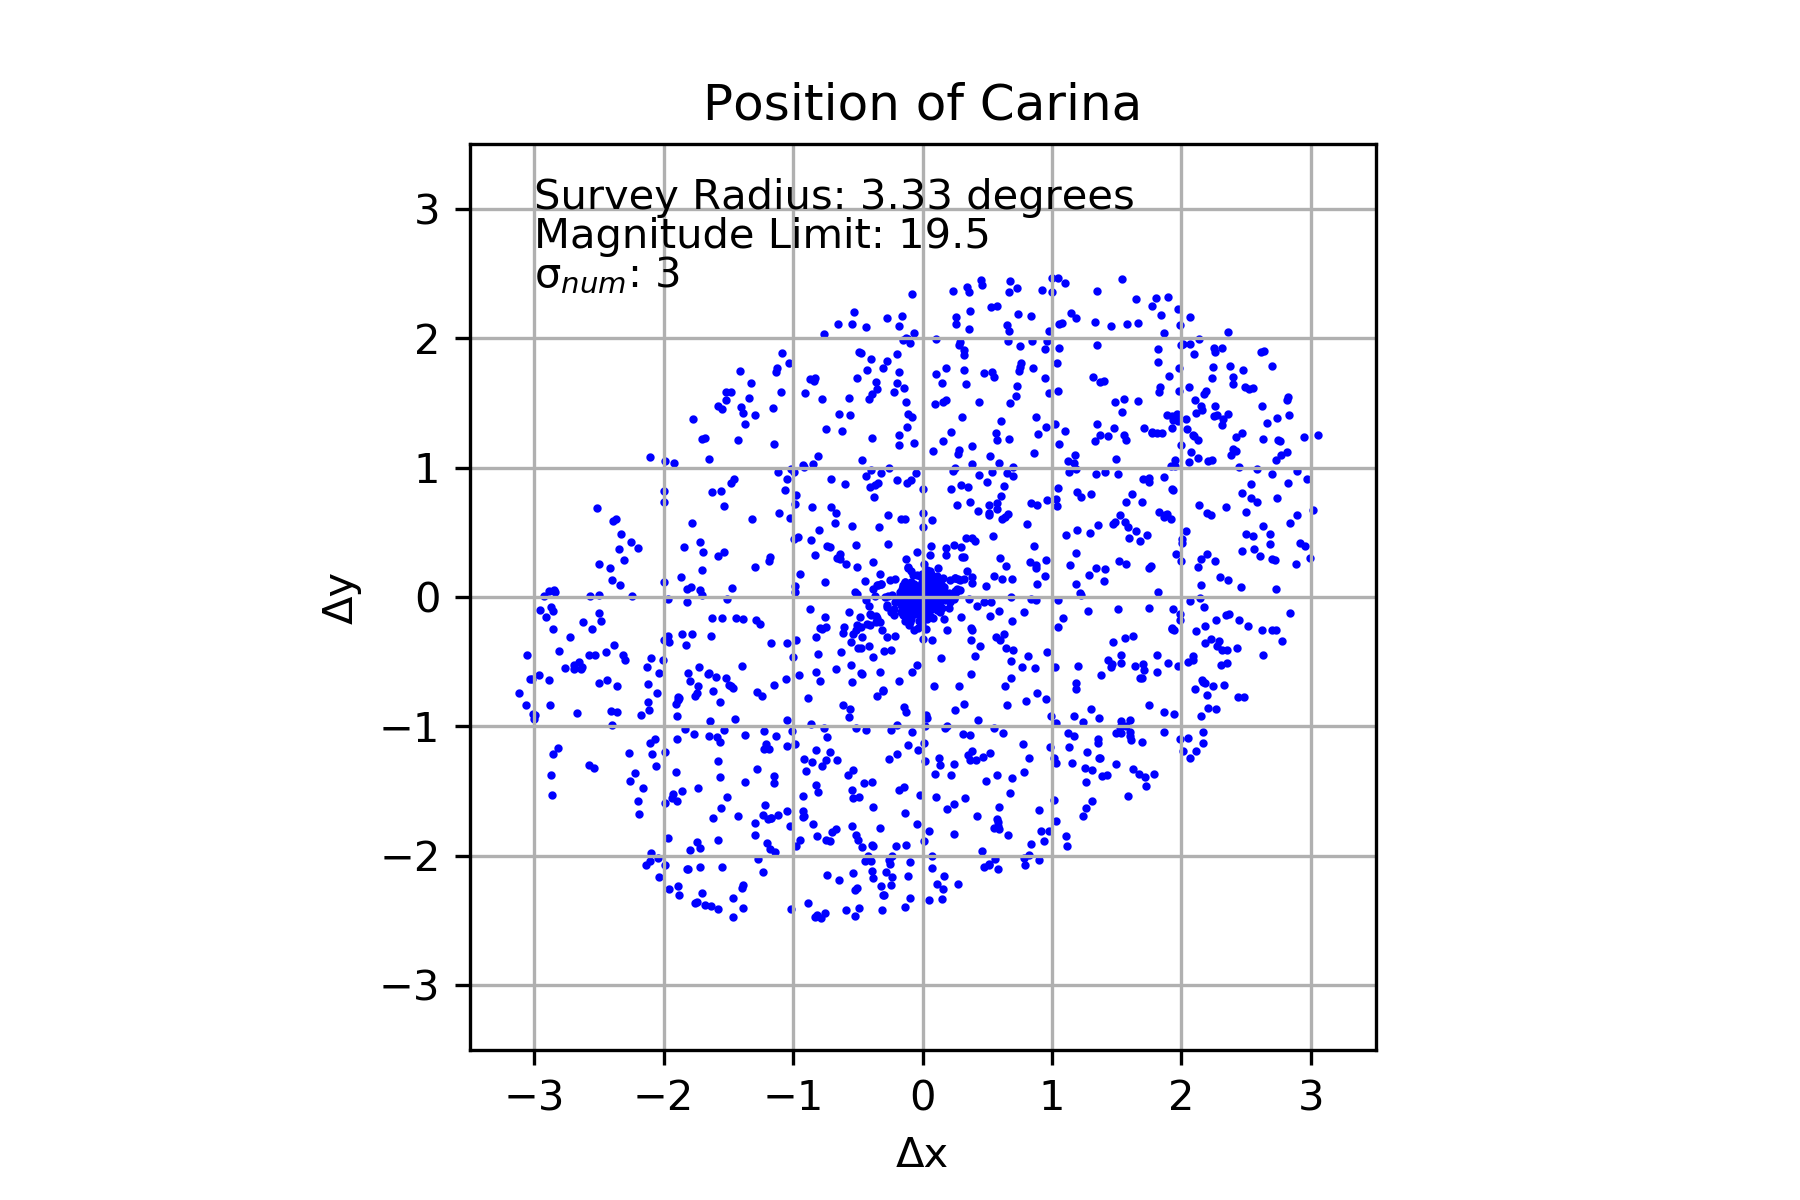 Position of Carina
Survey Radius: 3.33 degrees
Magnitude Limit: 19.5
σnum: 3
3
2
1
0
−1
−2
−3
Δy
−3 −2 −1 0 1 2 3
Δx